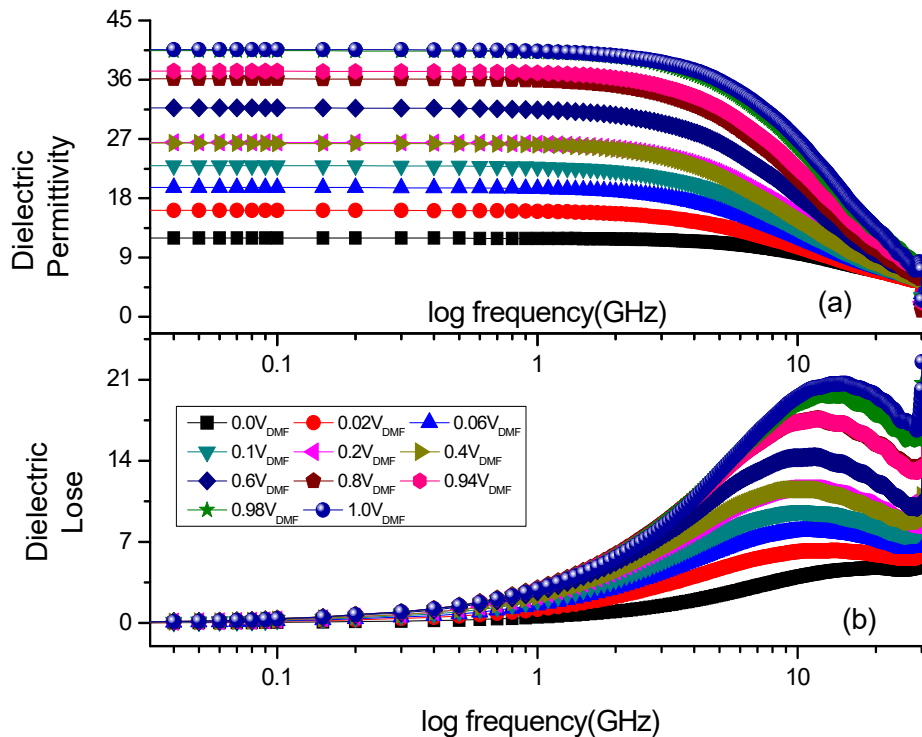 45
36
27
18
9
0
Dielectric
Permittivity
log frequency(GHz)
(a)
0.1
1
10
21
14
7
0
Dielectric
Lose
0.0V_DMF 0.02V_DMF 0.06V_DMF
0.1V_DMF 0.2V_DMF 0.4V_DMF
0.6V_DMF 0.8V_DMF 0.94V_DMF
0.98V_DMF 1.0V_DMF
(b)
0.1
1
10
log frequency(GHz)